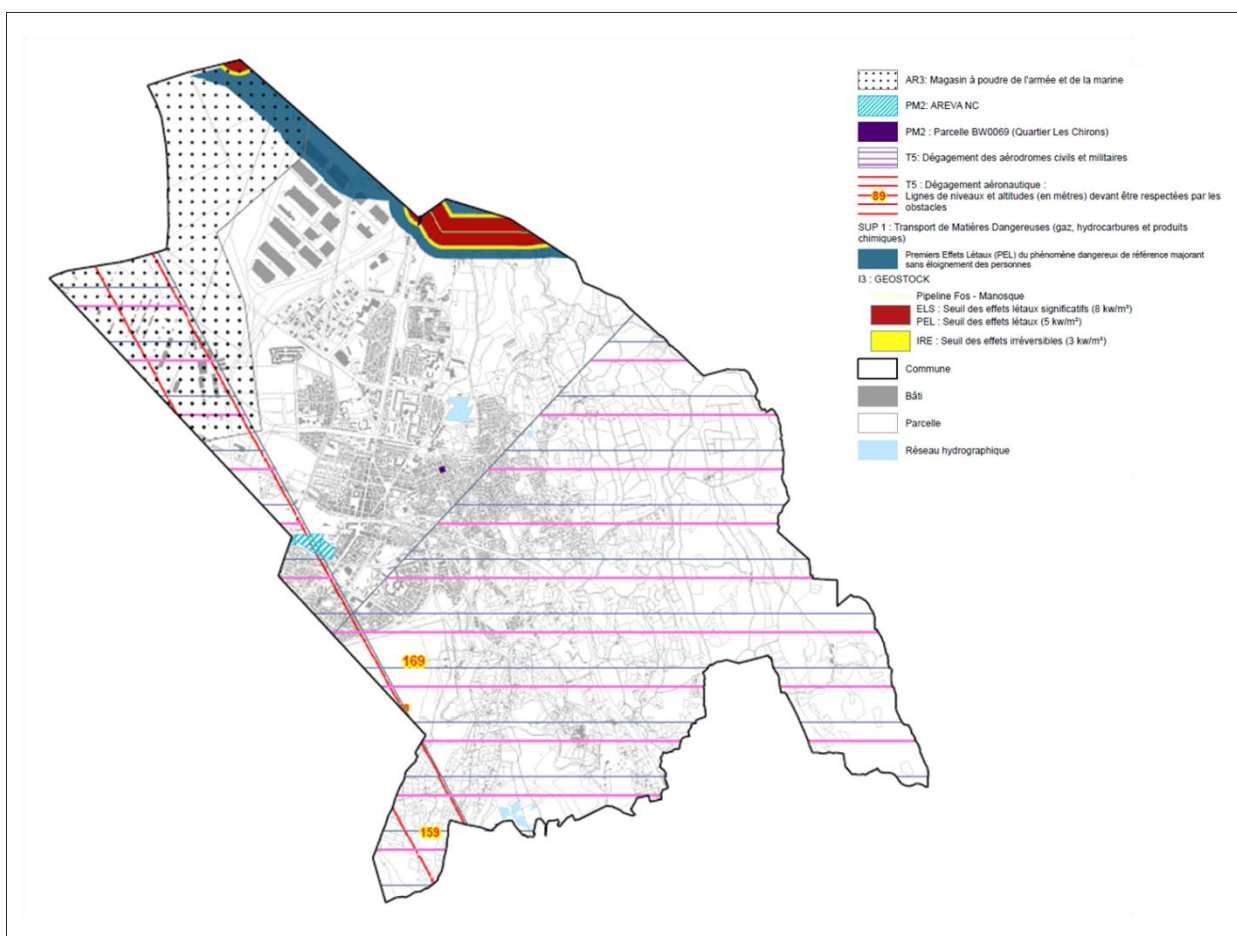 AR3: Magasin à poudre de l'armée et de la marine
PM2: AREVA NC
PM2 : Parcelle BW0069 (Quartier Les Chirons)
T5: Dégagement des aérodromes civils et militaires
T5 : Dégagement aéronautique :
89
Lignes de niveaux et altitudes (en mètres) devant être respectées par les
obstacles
SUP 1 : Transport de Matières Dangereuses (gaz, hydrocarbures et produits
chimiques)
Premiers Effets Létaux (PEL) du phénomène dangereux de référence majorant
sans éloignement des personnes
I3 : GEOSTOCK
Pipeline Fos - Manosque
ELS : Seuil des effets létaux significatifs (8 kw/m²)
PEL : Seuil des effets létaux (5 kw/m²)
IRE : Seuil des effets irréversibles (3 kw/m²)
Commune
Bâti
Parcelle
Réseau hydrographique
169
159